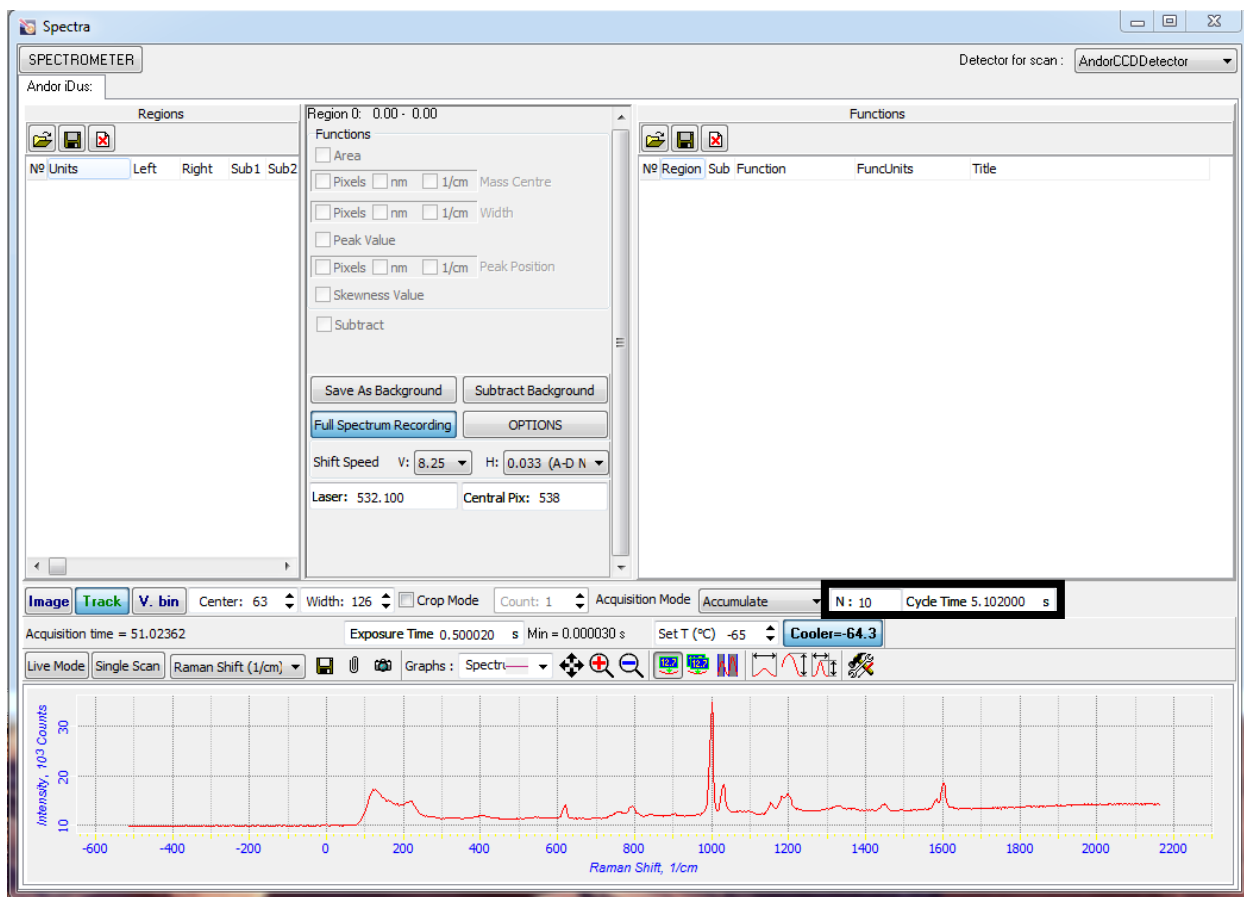 Spectra
SPECTROMETER
Detector for scan : AndorCCDDetector
Andor iDus:
Regions
Nº Units Left Right Sub1 Sub2
Region 0: 0.00 - 0.00
Functions
Area
Pixels nm 1/cm Mass Centre
Pixels nm 1/cm Width
Peak Value
Pixels nm 1/cm Peak Position
Skewness Value
Subtract
Save As Background Subtract Background
Full Spectrum Recording OPTIONS
Shift Speed V: 8.25 H: 0.033 (A-D N
Laser: 532.100 Central Pix: 538
Functions
Nº Region Sub Function FuncUnits Title
Image Track V. bin Center: 63 Width: 126 Crop Mode Count: 1 Acquisition Mode Accumulate N : 10 Cycle Time 5.102000 s
Acquisition time = 51.02362 Exposure Time 0.500020 s Min = 0.000030 s Set T (ºC) -65 Cooler=-64.3
Live Mode Single Scan Raman Shift (1/cm) Graphs : Spectru 12.7 12.7
Intensity, 10³ Counts
30
20
10
-600 -400 -200 0 200 400 600 800 1000 1200 1400 1600 1800 2000 2200
Raman Shift, 1/cm